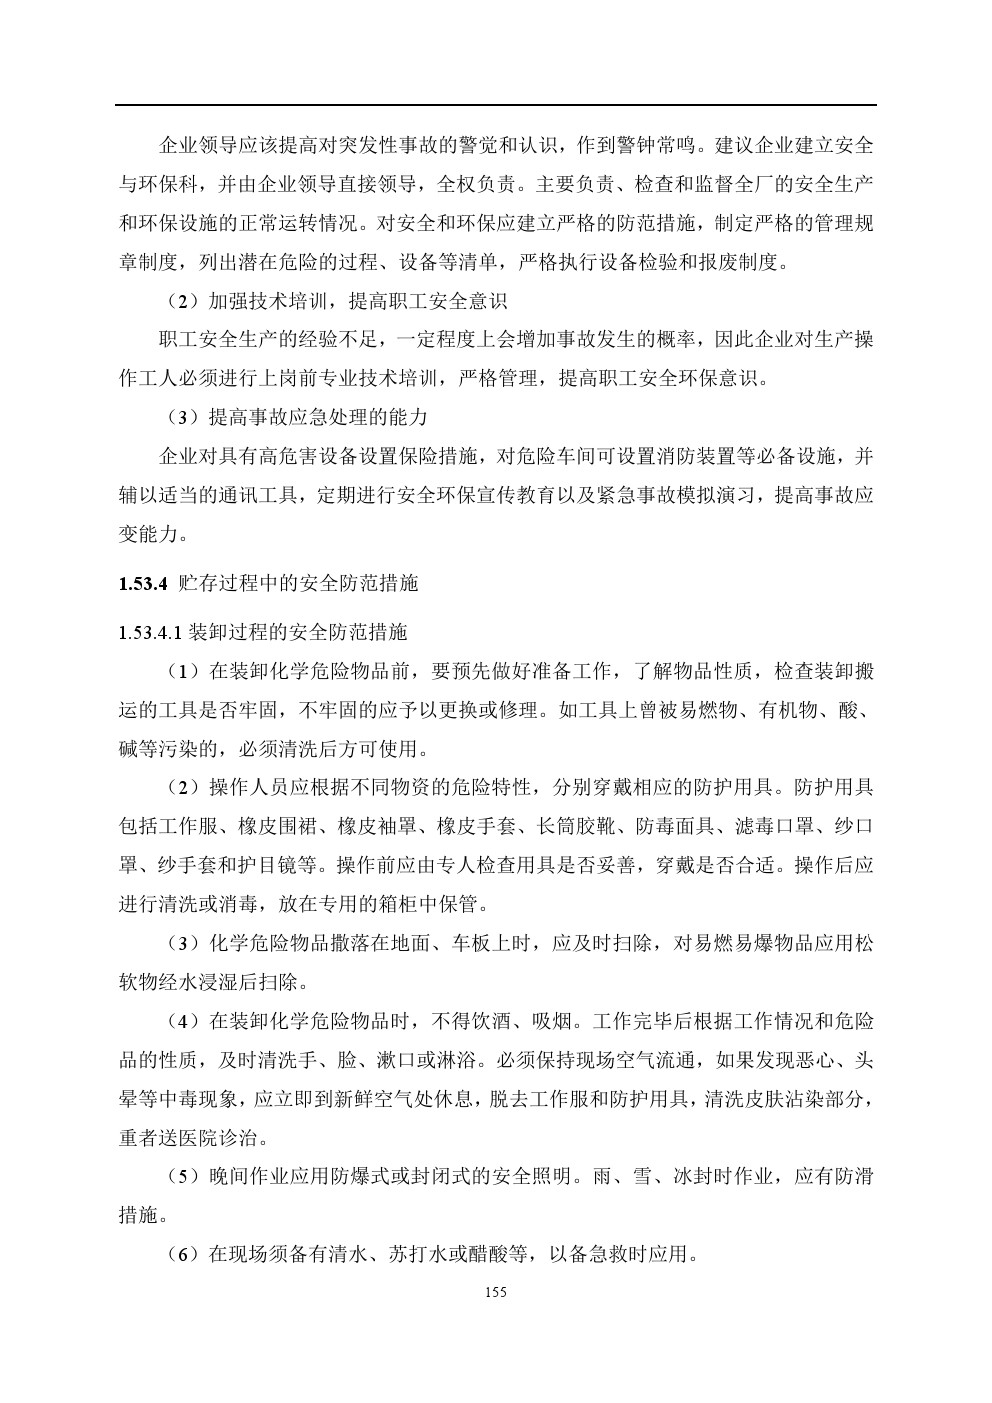 企业领导应该提高对突发性事故的警觉和认识，作到警钟常鸣。建议企业建立安全
与环保科，并由企业领导直接领导，全权负责。主要负责、检查和监督全厂的安全生产
和环保设施的正常运转情况。对安全和环保应建立严格的防范措施，制定严格的管理规
章制度，列出潜在危险的过程、设备等清单，严格执行设备检验和报废制度。
（2）加强技术培训，提高职工安全意识
职工安全生产的经验不足，一定程度上会增加事故发生的概率，因此企业对生产操
作工人必须进行上岗前专业技术培训，严格管理，提高职工安全环保意识。
（3）提高事故应急处理的能力
企业对具有高危害设备设置保险措施，对危险车间可设置消防装置等必备设施，并
辅以适当的通讯工具，定期进行安全环保宣传教育以及紧急事故模拟演习，提高事故应
变能力。
1.53.4 贮存过程中的安全防范措施
1.53.4.1 装卸过程的安全防范措施
（1）在装卸化学危险物品前，要预先做好准备工作，了解物品性质，检查装卸搬
运的工具是否牢固，不牢固的应予以更换或修理。如工具上曾被易燃物、有机物、酸、
碱等污染的，必须清洗后方可使用。
（2）操作人员应根据不同物资的危险特性，分别穿戴相应的防护用具。防护用具
包括工作服、橡皮围裙、橡皮袖罩、橡皮手套、长筒胶靴、防毒面具、滤毒口罩、纱口
罩、纱手套和护目镜等。操作前应由专人检查用具是否妥善，穿戴是否合适。操作后应
进行清洗或消毒，放在专用的箱柜中保管。
（3）化学危险物品撒落在地面、车板上时，应及时扫除，对易燃易爆物品应用松
软物经水浸湿后扫除。
（4）在装卸化学危险物品时，不得饮酒、吸烟。工作完毕后根据工作情况和危险
品的性质，及时清洗手、脸、漱口或淋浴。必须保持现场空气流通，如果发现恶心、头
晕等中毒现象，应立即到新鲜空气处休息，脱去工作服和防护用具，清洗皮肤沾染部分，
重者送医院诊治。
（5）晚间作业应用防爆式或封闭式的安全照明。雨、雪、冰封时作业，应有防滑
措施。
（6）在现场须备有清水、苏打水或醋酸等，以备急救时应用。
155